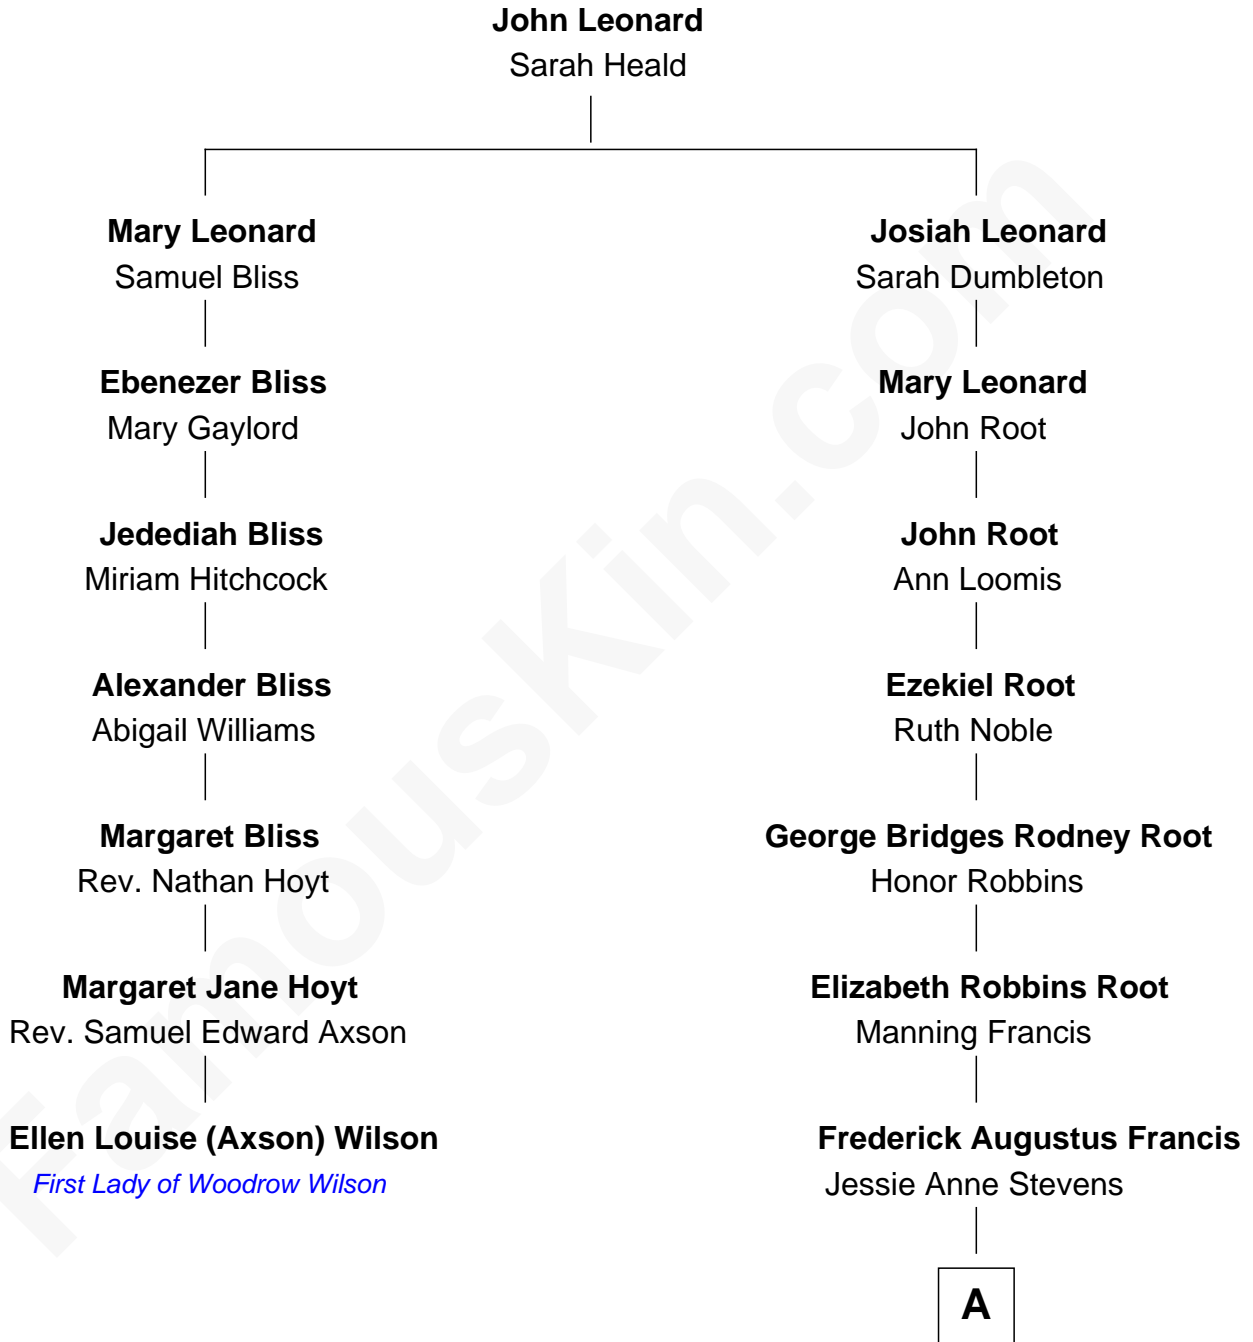 John Leonard
Sarah Heald
Mary Leonard
Samuel Bliss
Josiah Leonard
Sarah Dumbleton
Ebenezer Bliss
Mary Gaylord
Mary Leonard
John Root
Jedediah Bliss
Miriam Hitchcock
John Root
Ann Loomis
Alexander Bliss
Abigail Williams
Ezekiel Root
Ruth Noble
Margaret Bliss
Rev. Nathan Hoyt
George Bridges Rodney Root
Honor Robbins
Margaret Jane Hoyt
Rev. Samuel Edward Axson
Elizabeth Robbins Root
Manning Francis
Ellen Louise (Axson) Wilson
First Lady of Woodrow Wilson
Frederick Augustus Francis
Jessie Anne Stevens
A
FamousKin.com